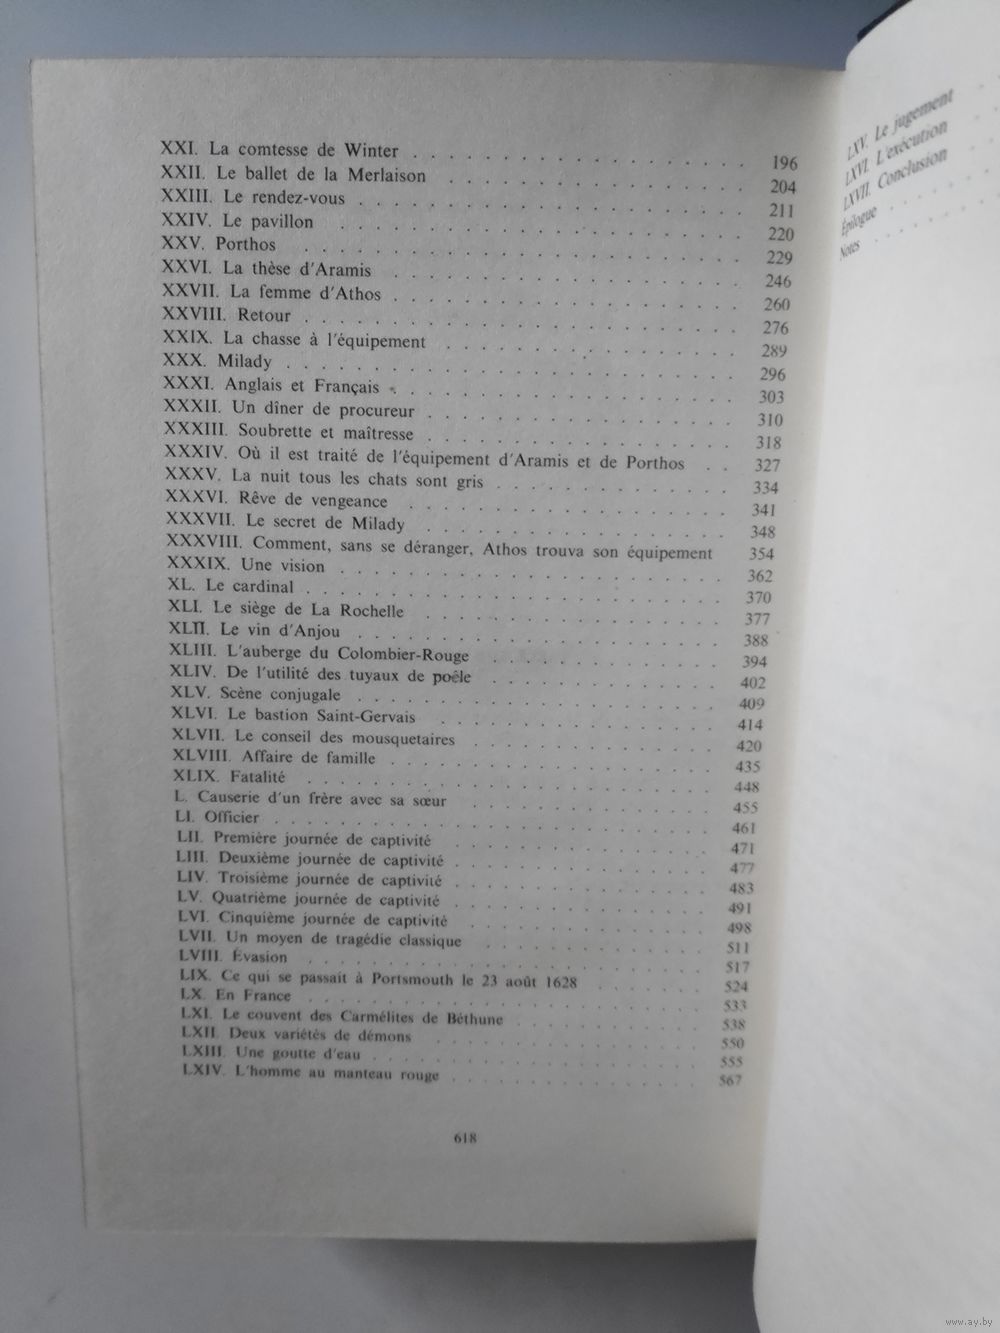 XXI. La comtesse de Winter . . . . . . . . . . . . . . . . . . . 196
XXII. Le ballet de la Merlaison . . . . . . . . . . . . . . . . . 204
XXIII. Le rendez-vous . . . . . . . . . . . . . . . . . . . . . 211
XXIV. Le pavillon . . . . . . . . . . . . . . . . . . . . . . 220
XXV. Porthos . . . . . . . . . . . . . . . . . . . . . . . . 229
XXVI. La thèse d'Aramis . . . . . . . . . . . . . . . . . . . 246
XXVII. La femme d'Athos . . . . . . . . . . . . . . . . . . . 260
XXVIII. Retour . . . . . . . . . . . . . . . . . . . . . . . . 276
XXIX. La chasse à l'équipement . . . . . . . . . . . . . . . . 289
XXX. Milady . . . . . . . . . . . . . . . . . . . . . . . . . 296
XXXI. Anglais et Français . . . . . . . . . . . . . . . . . . . 303
XXXII. Un dîner de procureur . . . . . . . . . . . . . . . . . 310
XXXIII. Soubrette et maîtresse . . . . . . . . . . . . . . . . . 318
XXXIV. Où il est traité de l'équipement d'Aramis et de Porthos . . 327
XXXV. La nuit tous les chats sont gris . . . . . . . . . . . . . 334
XXXVI. Rêve de vengeance . . . . . . . . . . . . . . . . . . 341
XXXVII. Le secret de Milady . . . . . . . . . . . . . . . . . 348
XXXVIII. Comment, sans se déranger, Athos trouva son équipement 354
XXXIX. Une vision . . . . . . . . . . . . . . . . . . . . . . 362
XL. Le cardinal . . . . . . . . . . . . . . . . . . . . . . . 370
XLI. Le siège de La Rochelle . . . . . . . . . . . . . . . . . 377
XLII. Le vin d'Anjou . . . . . . . . . . . . . . . . . . . . . 388
XLIII. L'auberge du Colombier-Rouge . . . . . . . . . . . . . 394
XLIV. De l'utilité des tuyaux de poêle . . . . . . . . . . . . . 402
XLV. Scène conjugale . . . . . . . . . . . . . . . . . . . . 409
XLVI. Le bastion Saint-Gervais . . . . . . . . . . . . . . . . 414
XLVII. Le conseil des mousquetaires . . . . . . . . . . . . . . 420
XLVIII. Affaire de famille . . . . . . . . . . . . . . . . . . . 435
XLIX. Fatalité . . . . . . . . . . . . . . . . . . . . . . . . 448
L. Causerie d'un frère avec sa sœur . . . . . . . . . . . . . . 455
LI. Officier . . . . . . . . . . . . . . . . . . . . . . . . . 461
LII. Première journée de captivité . . . . . . . . . . . . . . . 471
LIII. Deuxième journée de captivité . . . . . . . . . . . . . . 477
LIV. Troisième journée de captivité . . . . . . . . . . . . . . 483
LV. Quatrième journée de captivité . . . . . . . . . . . . . . 491
LVI. Cinquième journée de captivité . . . . . . . . . . . . . . 498
LVII. Un moyen de tragédie classique . . . . . . . . . . . . . 511
LVIII. Évasion . . . . . . . . . . . . . . . . . . . . . . . . 517
LIX. Ce qui se passait à Portsmouth le 23 août 1628 . . . . . . 524
LX. En France . . . . . . . . . . . . . . . . . . . . . . . . 533
LXI. Le couvent des Carmélites de Béthune . . . . . . . . . . . 538
LXII. Deux variétés de démons . . . . . . . . . . . . . . . . 550
LXIII. Une goutte d'eau . . . . . . . . . . . . . . . . . . . 555
LXIV. L'homme au manteau rouge . . . . . . . . . . . . . . . 567
618
LXV. Le jugement . .
LXVI. L'exécution . .
LXVII. Conclusion . .
Épilogue . . . . .
Notes . . . . . .
www.ay.by